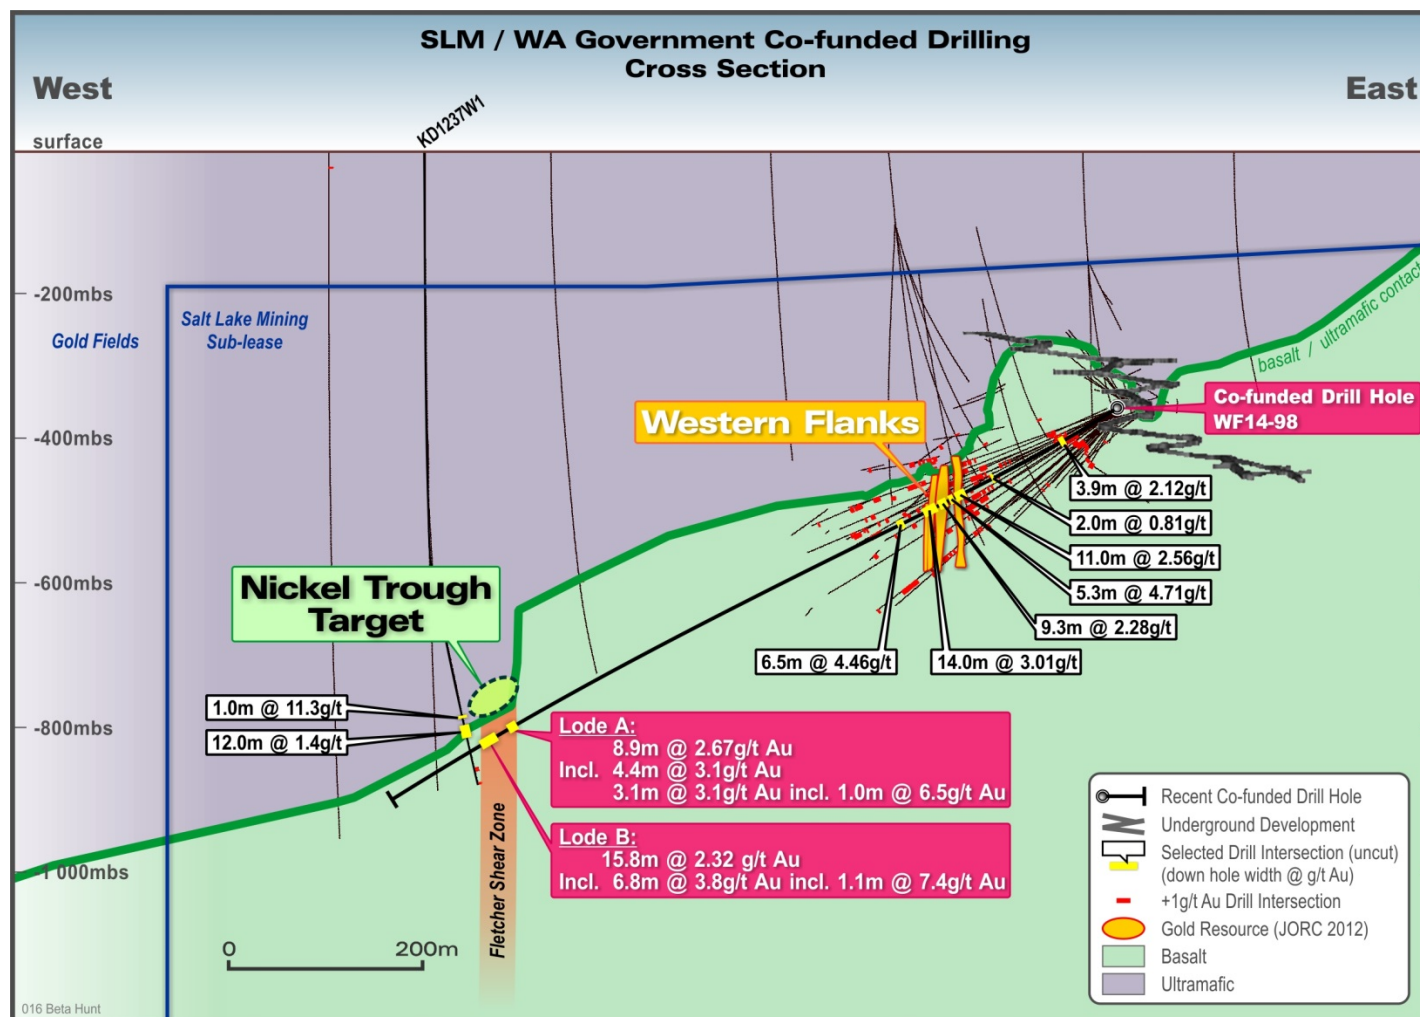 SLM / WA Government Co-funded Drilling
Cross Section
West
East
surface
KD1237W1
-200mbs
Gold Fields
Salt Lake Mining
Sub-lease
basalt / ultramafic contact
-400mbs
Western Flanks
Co-funded Drill Hole
WF14-98
3.9m @ 2.12g/t
2.0m @ 0.81g/t
11.0m @ 2.56g/t
5.3m @ 4.71g/t
9.3m @ 2.28g/t
14.0m @ 3.01g/t
6.5m @ 4.46g/t
-600mbs
Nickel Trough
Target
1.0m @ 11.3g/t
12.0m @ 1.4g/t
-800mbs
Lode A:
8.9m @ 2.67g/t Au
Incl. 4.4m @ 3.1g/t Au
3.1m @ 3.1g/t Au incl. 1.0m @ 6.5g/t Au
Lode B:
15.8m @ 2.32 g/t Au
Incl. 6.8m @ 3.8g/t Au incl. 1.1m @ 7.4g/t Au
Fletcher Shear Zone
-1 000mbs
0 200m
Recent Co-funded Drill Hole
Underground Development
Selected Drill Intersection (uncut)
(down hole width @ g/t Au)
+1g/t Au Drill Intersection
Gold Resource (JORC 2012)
Basalt
Ultramafic
016 Beta Hunt